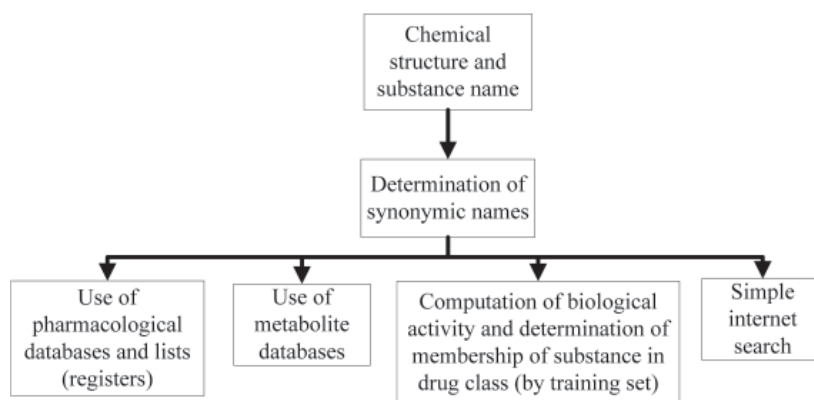 Chemical
structure and
substance name
Determination of
synonymic names
Use of
pharmacological
databases and lists
(registers)
Use of
metabolite
databases
Computation of biological
activity and determination of
membership of substance in
drug class (by training set)
Simple
internet
search